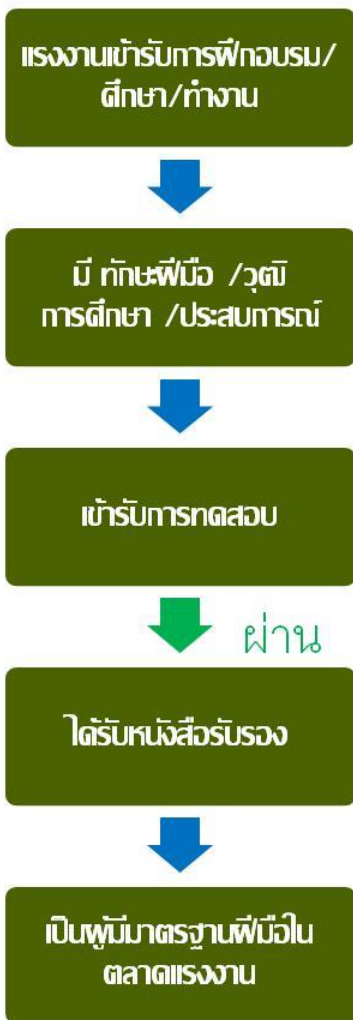 แรงงานเข้ารับการฝึกอบรม/
ศึกษา/ทำงาน
มี ทักษะฝีมือ /วุฒิ
การศึกษา /ประสบการณ์
เข้ารับการทดสอบ
ผ่าน
ได้รับหนังสือรับรอง
เป็นผู้มีมาตรฐานฝีมือใน
ตลาดแรงงาน